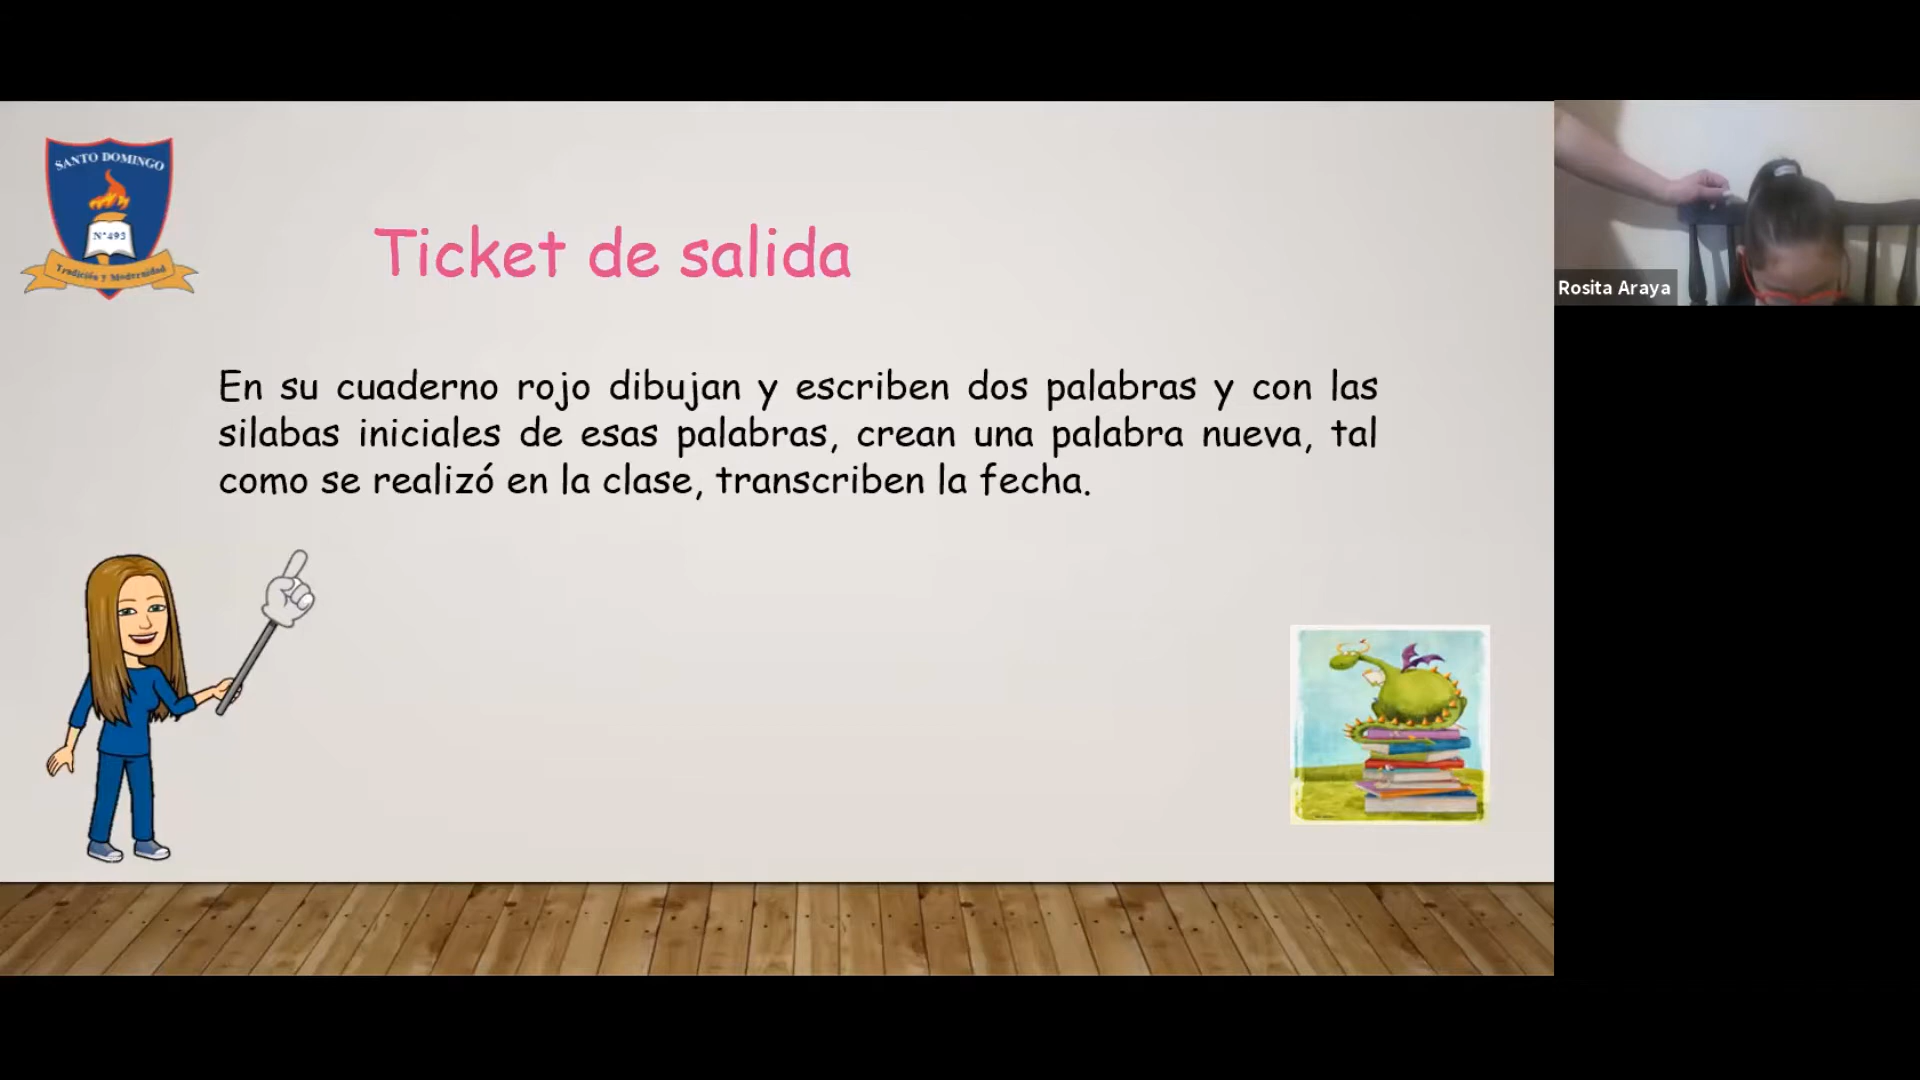 SANTO DOMINGO
N°493
Tradición y Modernidad
Ticket de salida
En su cuaderno rojo dibujan y escriben dos palabras y con las
silabas iniciales de esas palabras, crean una palabra nueva, tal
como se realizó en la clase, transcriben la fecha.
Rosita Araya